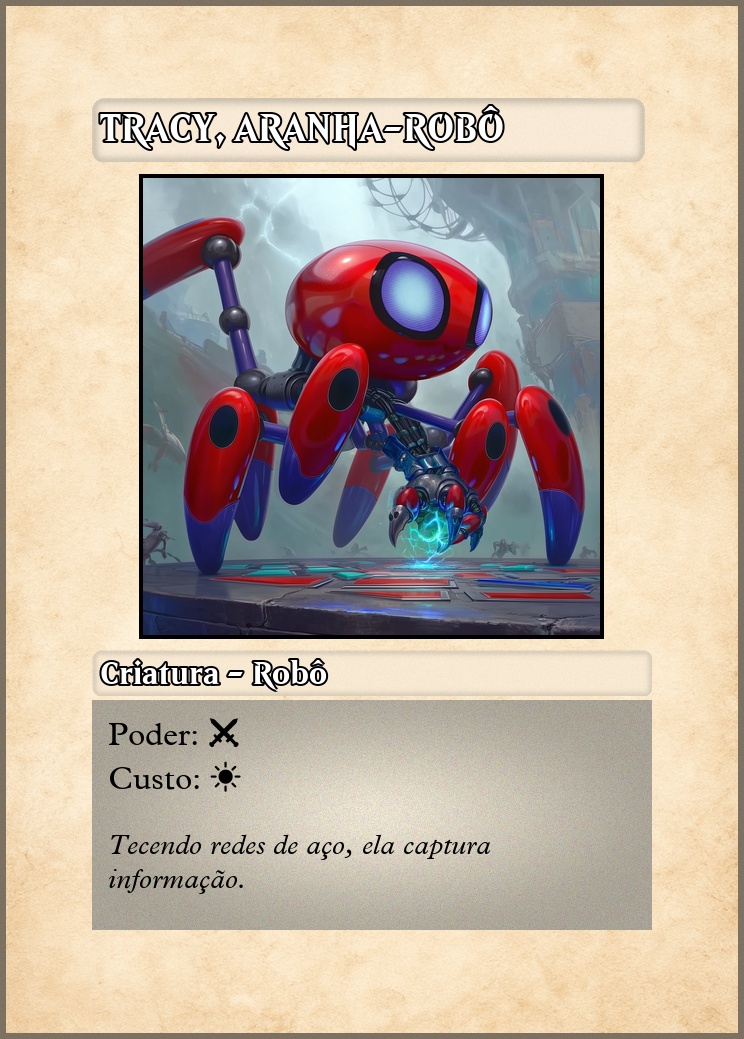 TRACY, ARANHA-ROBÔ
Criatura - Robô
Poder: ⚔
Custo: ☀
Tecendo redes de aço, ela captura
informação.